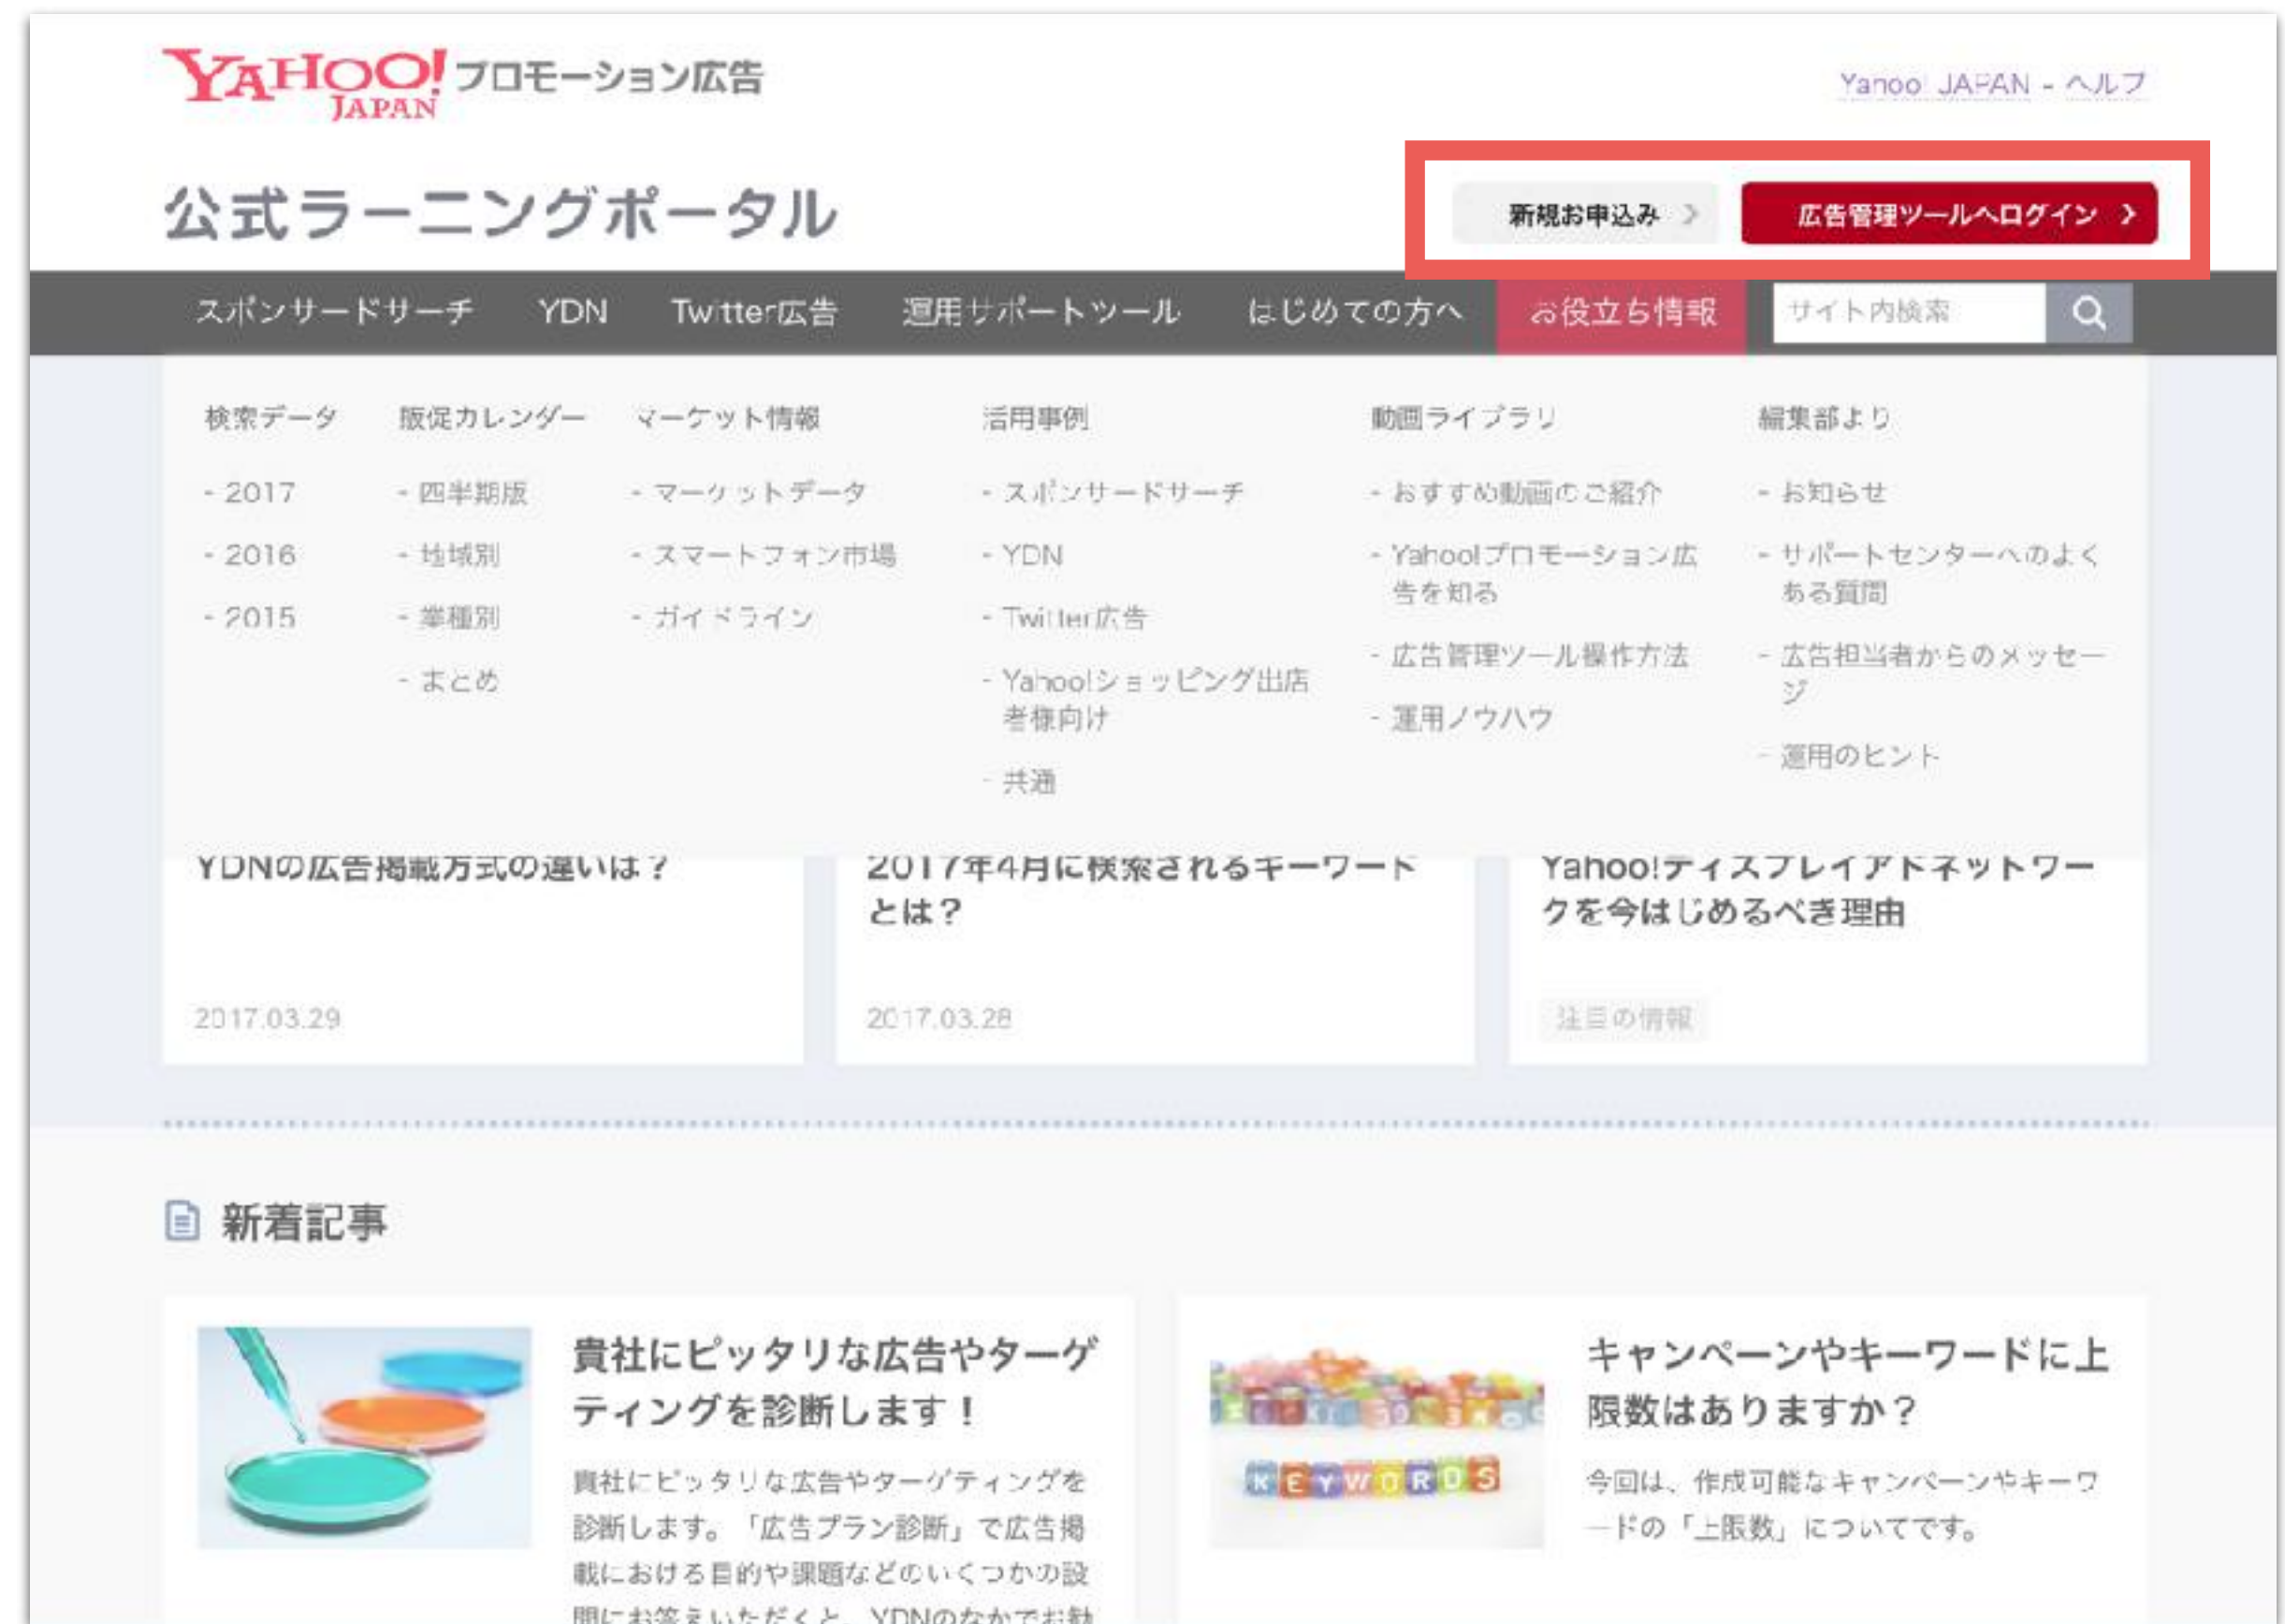 YAHOO! JAPAN プロモーション広告
Yahoo! JAPAN - ヘルプ
公式ラーニングポータル
新規お申込み
広告管理ツールへログイン
スポンサードサーチ YDN Twitter広告 運用サポートツール はじめての方へ お役立ち情報 サイト内検索
検索データ
- 2017
- 2016
- 2015
販促カレンダー
- 四半期版
- 地域別
- 業種別
- まとめ
マーケット情報
- マーケットデータ
- スマートフォン市場
- ガイドライン
活用事例
- スポンサードサーチ
- YDN
- Twitter広告
- Yahoo!ショッピング出店
者様向け
- 共通
動画ライブラリ
- おすすめ動画のご紹介
- Yahoo!プロモーション広
告を知る
- 広告管理ツール操作方法
- 運用ノウハウ
編集部より
- お知らせ
- サポートセンターへのよく
ある質問
- 広告担当者からのメッセー
ジ
- 運用のヒント
YDNの広告掲載方式の違いは？
2017.03.29
2017年4月に検索されるキーワード
とは？
2017.03.28
Yahoo!ディスプレイアドネットワー
クを今はじめるべき理由
注目の情報
新着記事
貴社にピッタリな広告やターゲ
ティングを診断します！
貴社にピッタリな広告やターゲティングを
診断します。「広告プラン診断」で広告掲
載における目的や課題などのいくつかの設
問にお答えいただくと、YDNのなかでお勧
KEYWORDS
キャンペーンやキーワードに上
限数はありますか？
今回は、作成可能なキャンペーンやキーワ
ードの「上限数」についてです。